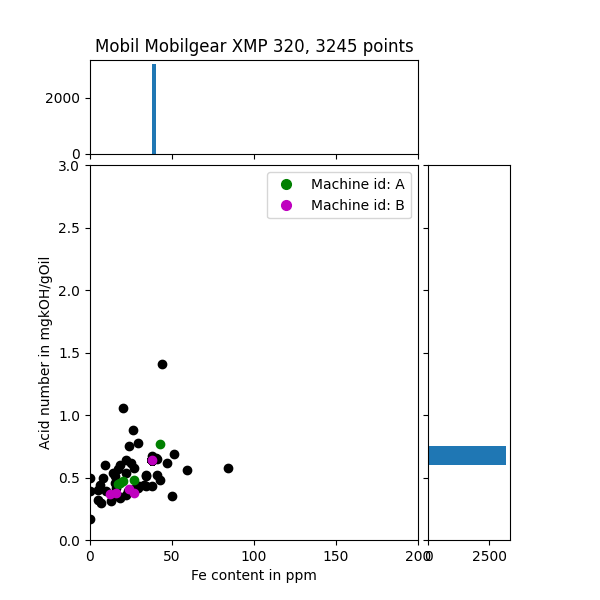 Mobil Mobilgear XMP 320, 3245 points
2000
0
3.0
2.5
2.0
1.5
1.0
0.5
0.0
Acid number in mgkOH/gOil
Machine id: A
Machine id: B
0 50 100 150 200
Fe content in ppm
0 2500